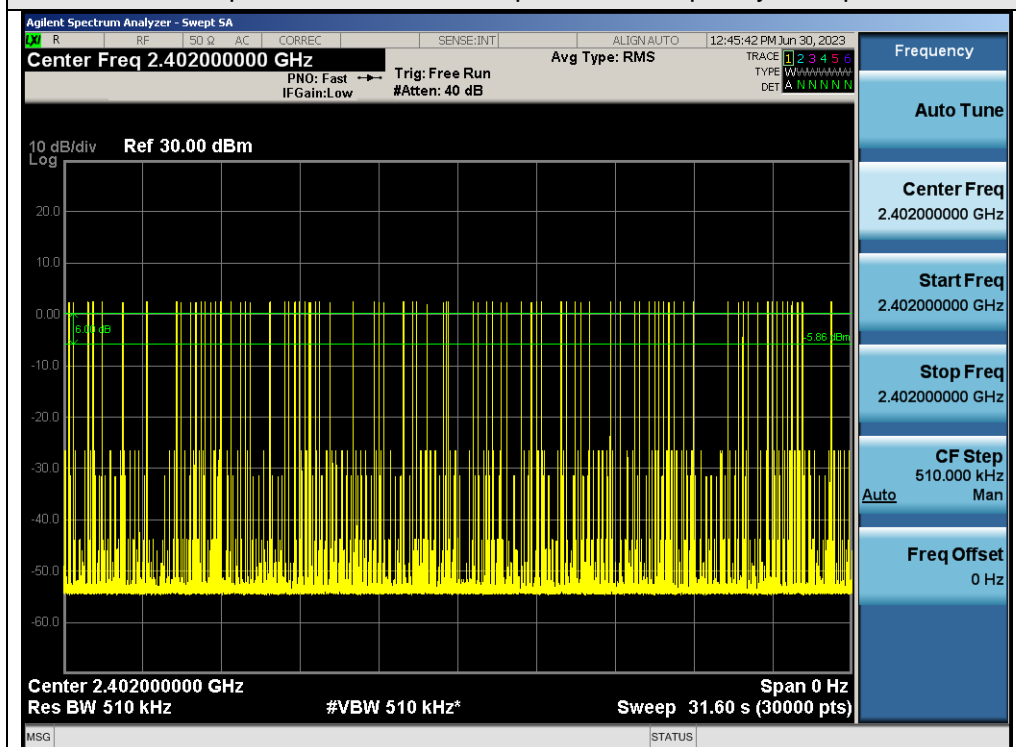 Agilent Spectrum Analyzer - Swept SA
LXI R RF 50 Ω AC CORREC SENSE:INT ALIGN AUTO 12:45:42 PM Jun 30, 2023
Center Freq 2.402000000 GHz Avg Type: RMS TRACE 1 2 3 4 5 6
PNO: Fast Trig: Free Run TYPE WWWWWW
IFGain:Low #Atten: 40 dB DET A N N N N N
10 dB/div Ref 30.00 dBm
Log
20.0
10.0
0.00
6.00 dB
-5.86 dBm
-10.0
-20.0
-30.0
-40.0
-50.0
-60.0
Center 2.402000000 GHz Span 0 Hz
Res BW 510 kHz #VBW 510 kHz* Sweep 31.60 s (30000 pts)
MSG STATUS
Frequency
Auto Tune
Center Freq
2.402000000 GHz
Start Freq
2.402000000 GHz
Stop Freq
2.402000000 GHz
CF Step
510.000 kHz
Auto Man
Freq Offset
0 Hz